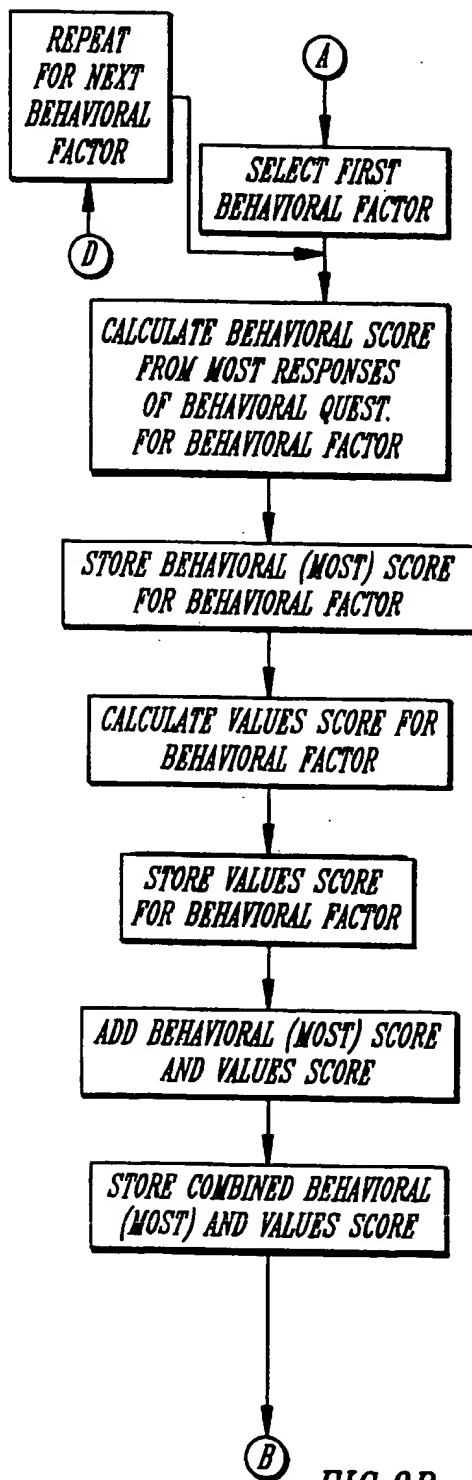 REPEAT
FOR NEXT
BEHAVIORAL
FACTOR
D
A
SELECT FIRST
BEHAVIORAL FACTOR
CALCULATE BEHAVIORAL SCORE
FROM MOST RESPONSES
OF BEHAVIORAL QUEST.
FOR BEHAVIORAL FACTOR
STORE BEHAVIORAL (MOST) SCORE
FOR BEHAVIORAL FACTOR
CALCULATE VALUES SCORE FOR
BEHAVIORAL FACTOR
STORE VALUES SCORE
FOR BEHAVIORAL FACTOR
ADD BEHAVIORAL (MOST) SCORE
AND VALUES SCORE
STORE COMBINED BEHAVIORAL
(MOST) AND VALUES SCORE
B